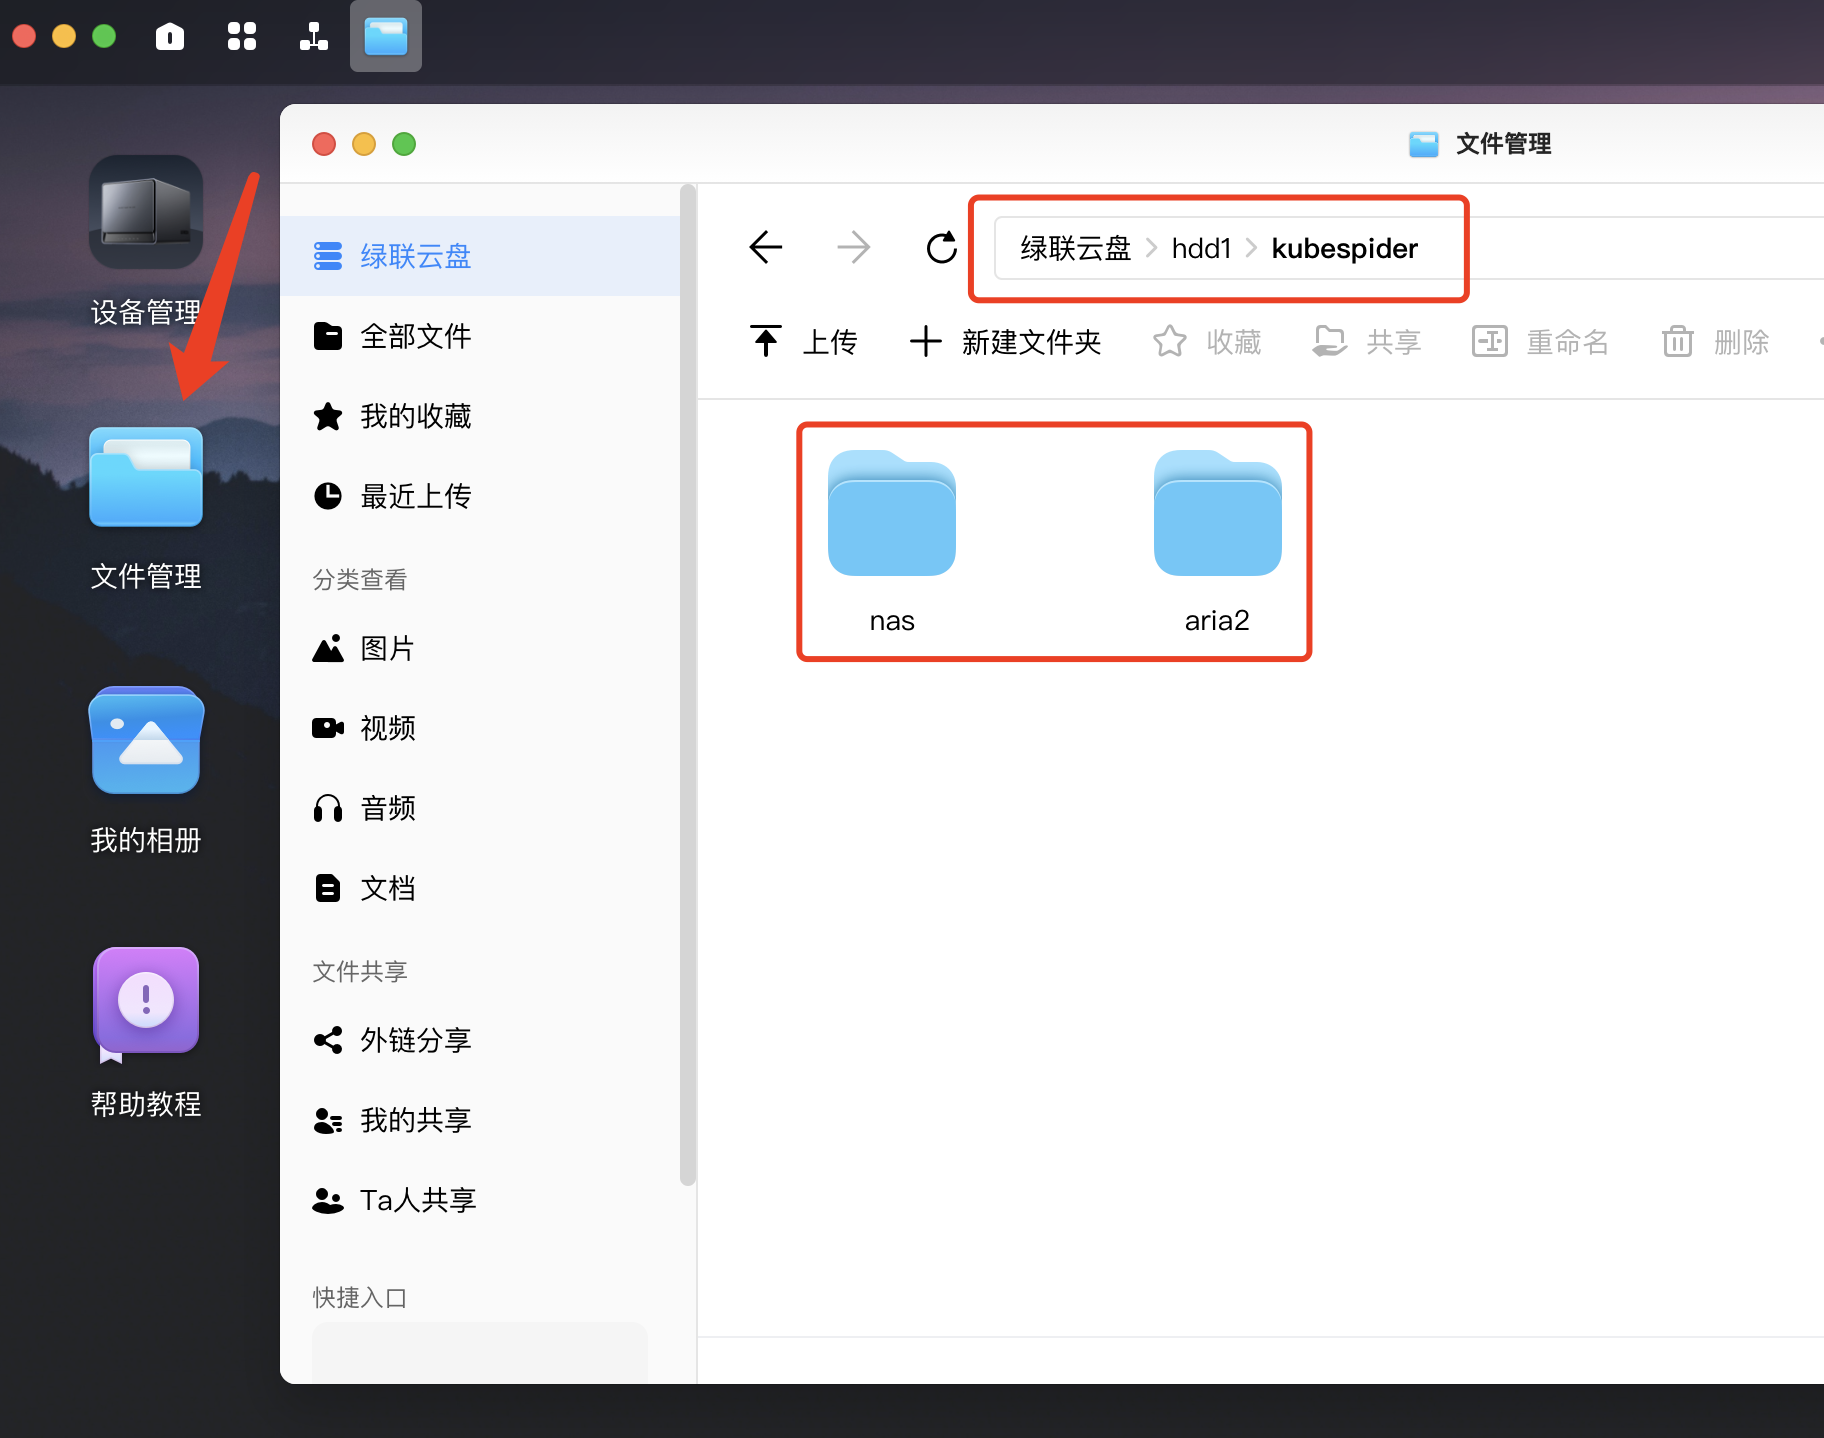 设备管理
文件管理
我的相册
帮助教程
文件管理
绿联云盘
全部文件
我的收藏
最近上传
分类查看
图片
视频
音频
文档
文件共享
外链分享
我的共享
Ta人共享
快捷入口
绿联云盘 hdd1 kubespider
上传 新建文件夹 收藏 共享 重命名 删除
nas aria2